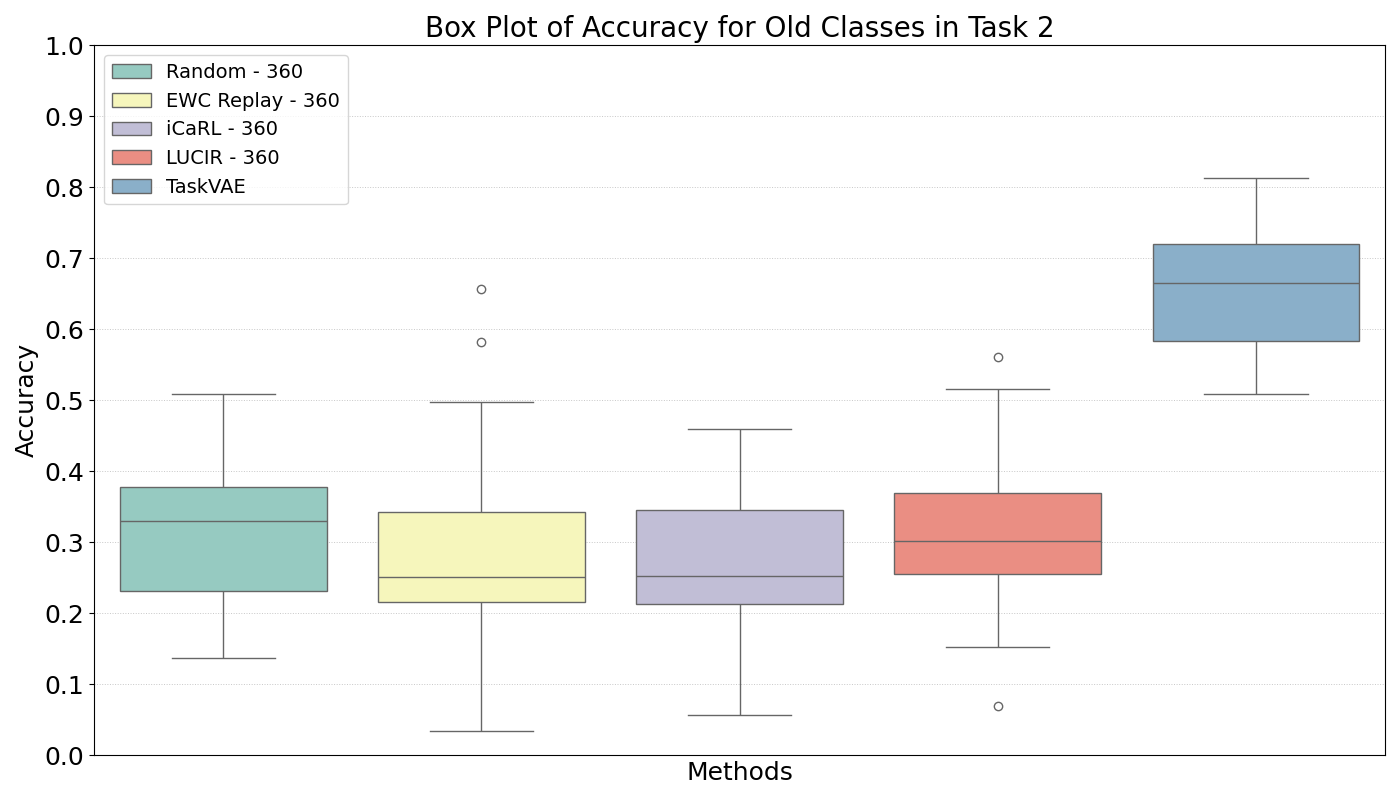 Box Plot of Accuracy for Old Classes in Task 2
1.0
0.9
0.8
0.7
0.6
0.5
0.4
0.3
0.2
0.1
0.0
Accuracy
Random - 360
EWC Replay - 360
iCaRL - 360
LUCIR - 360
TaskVAE
Methods